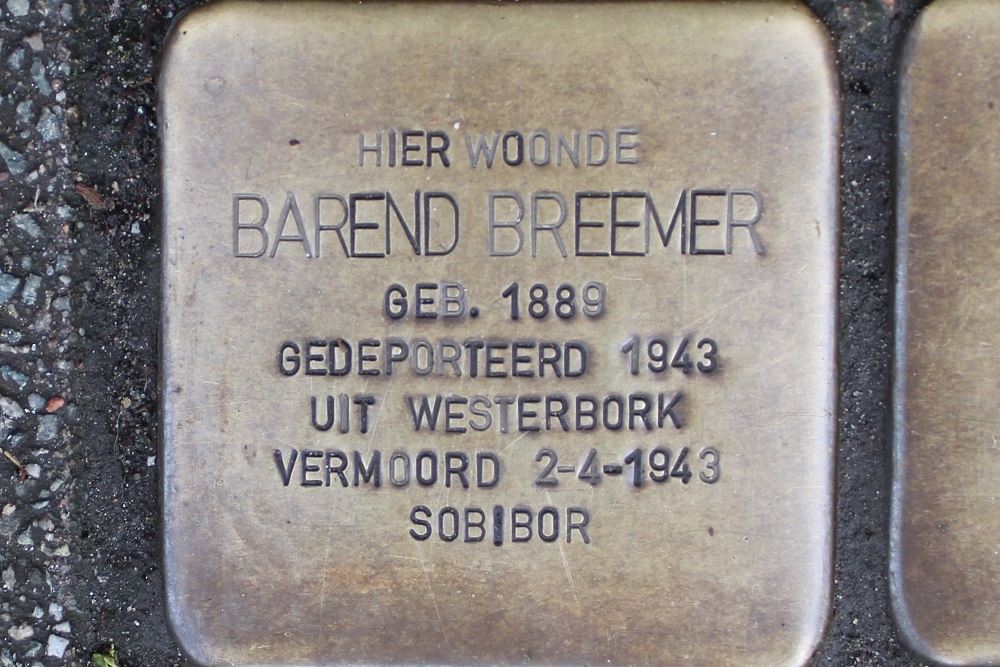 HIER WOONDE
BAREND BREEMER
GEB. 1889
GEDEPORTEERD 1943
UIT WESTERBORK
VERMOORD 2-4-1943
SOBIBOR